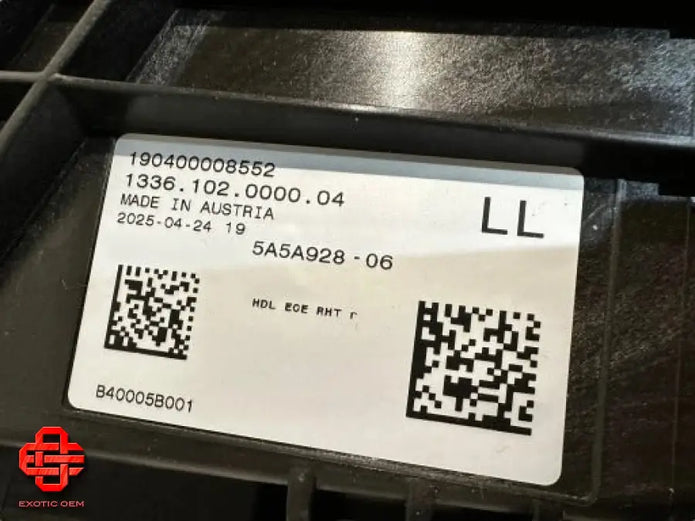 190400008552
1336.102.0000.04
MADE IN AUSTRIA
2025-04-24 19
LL
5A5A928-06
HDL ECE RHT r
B40005B001
EXOTIC OEM